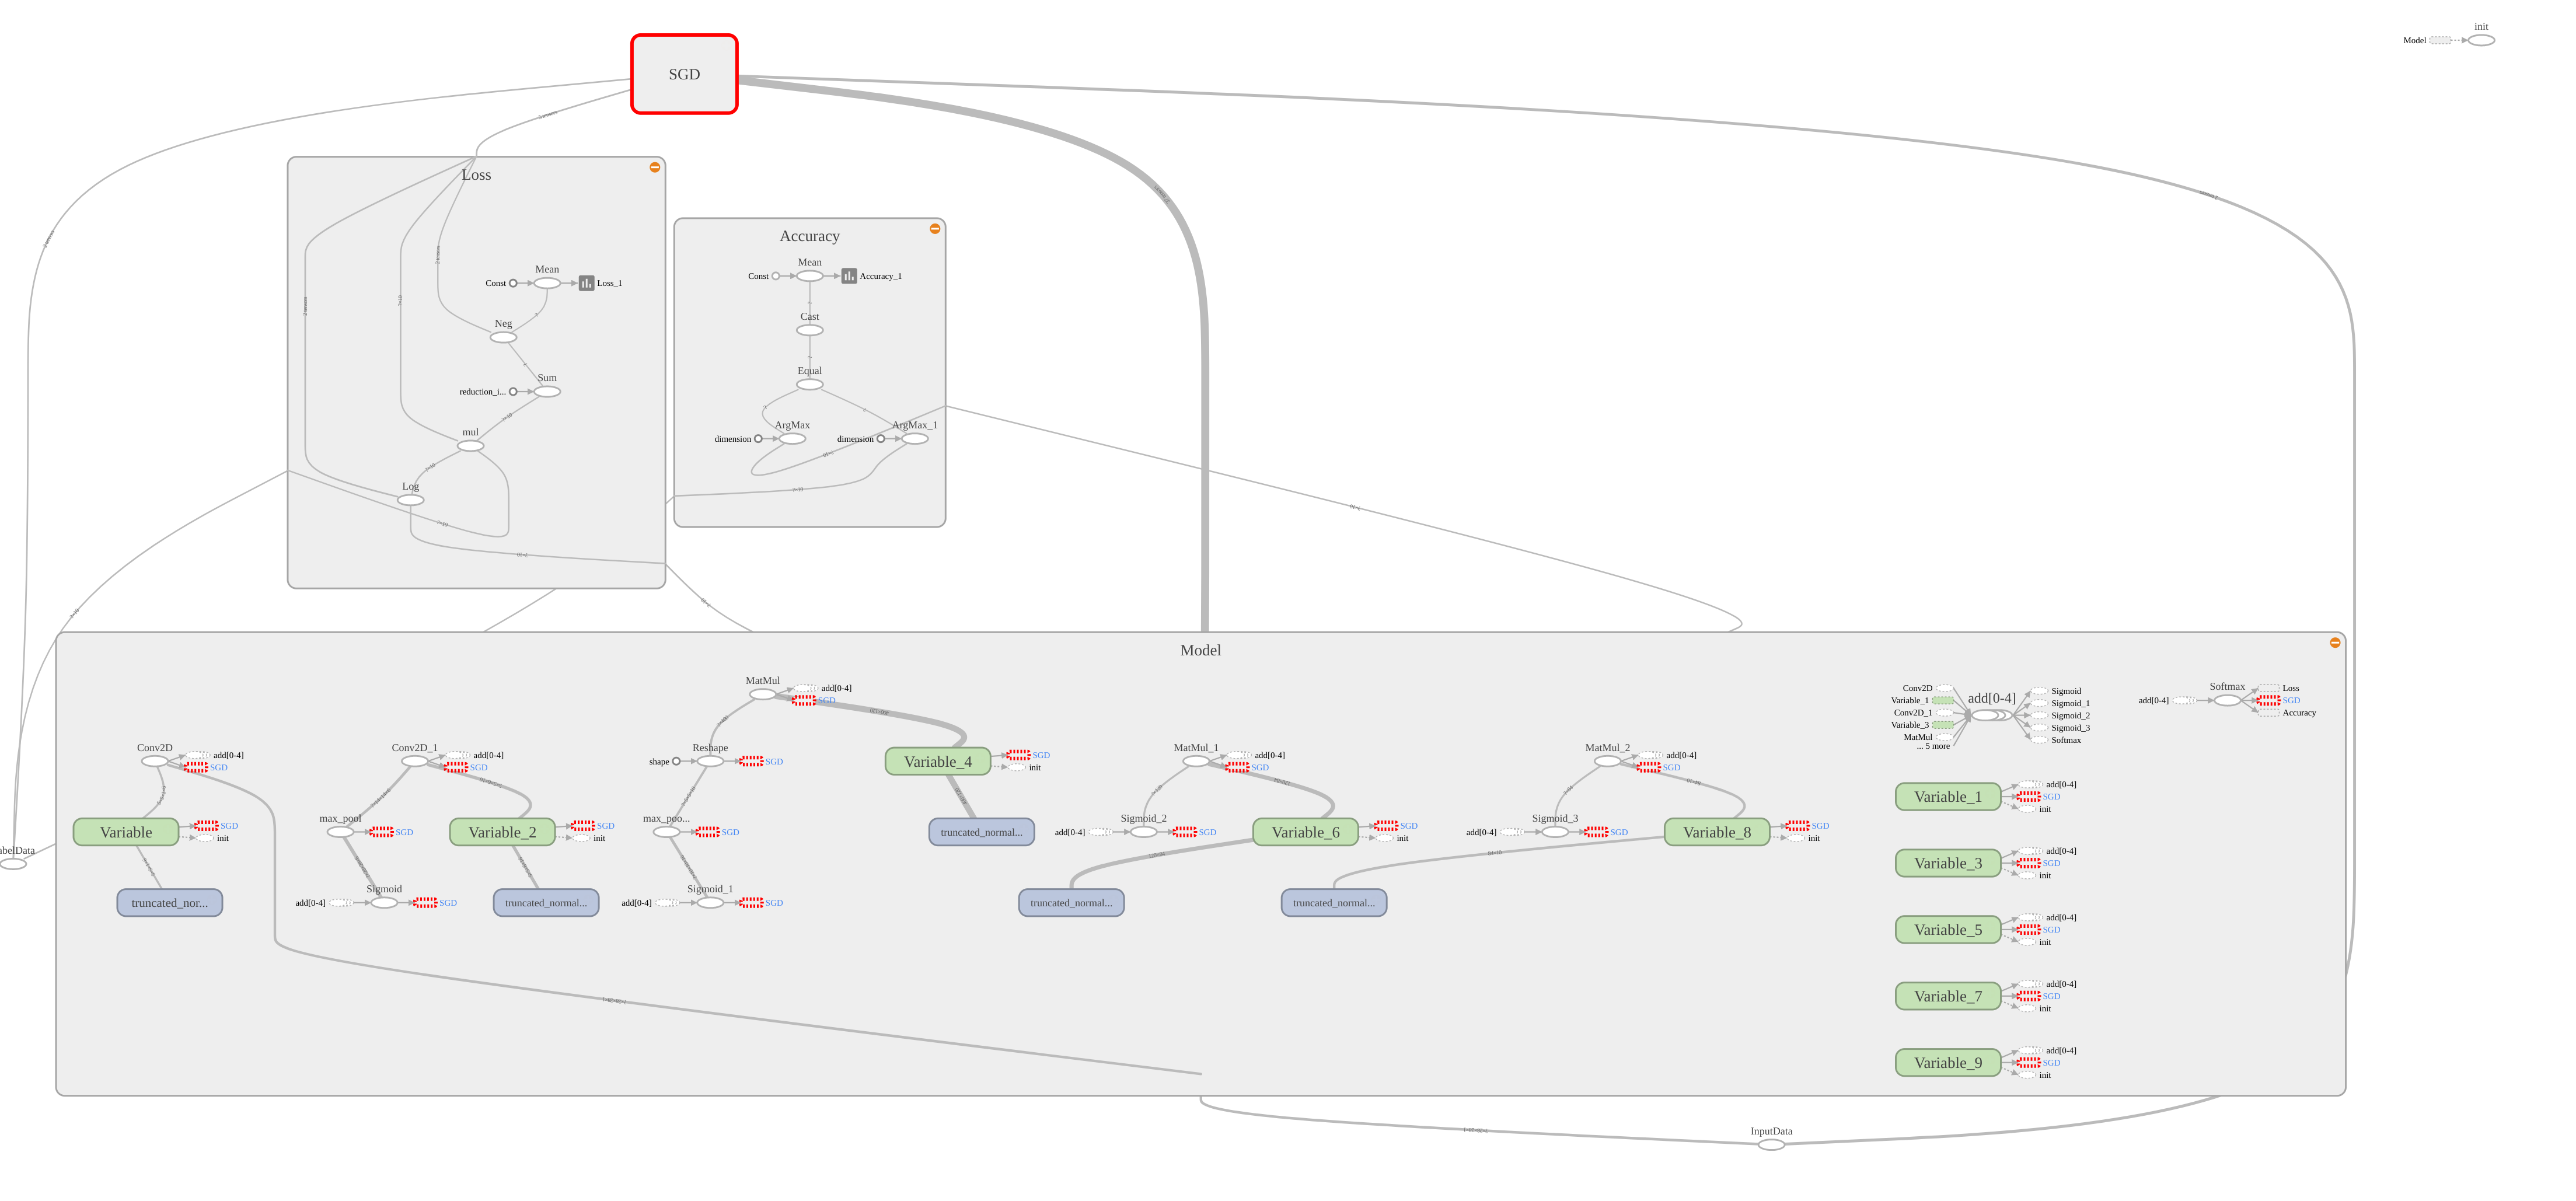 init
Model
SGD
Loss
Mean
Const
Loss_1
Neg
Sum
reduction_i...
mul
Log
Accuracy
Mean
Const
Accuracy_1
Cast
Equal
ArgMax
ArgMax_1
dimension
dimension
Model
MatMul
add[0-4]
SGD
Conv2D
add[0-4]
SGD
Variable
SGD
init
truncated_nor...
Conv2D_1
add[0-4]
SGD
max_pool
SGD
Variable_2
SGD
init
Sigmoid
add[0-4]
SGD
truncated_normal...
Reshape
shape
SGD
max_poo...
SGD
Sigmoid_1
add[0-4]
SGD
Variable_4
SGD
init
truncated_normal...
MatMul_1
add[0-4]
SGD
Sigmoid_2
add[0-4]
SGD
Variable_6
SGD
init
truncated_normal...
MatMul_2
add[0-4]
SGD
Sigmoid_3
add[0-4]
SGD
Variable_8
SGD
init
truncated_normal...
Conv2D
Variable_1
Conv2D_1
Variable_3
MatMul
... 5 more
add[0-4]
Sigmoid
Sigmoid_1
Sigmoid_2
Sigmoid_3
Softmax
Softmax
add[0-4]
Loss
SGD
Accuracy
Variable_1
add[0-4]
SGD
init
Variable_3
add[0-4]
SGD
init
Variable_5
add[0-4]
SGD
init
Variable_7
add[0-4]
SGD
init
Variable_9
add[0-4]
SGD
init
InputData